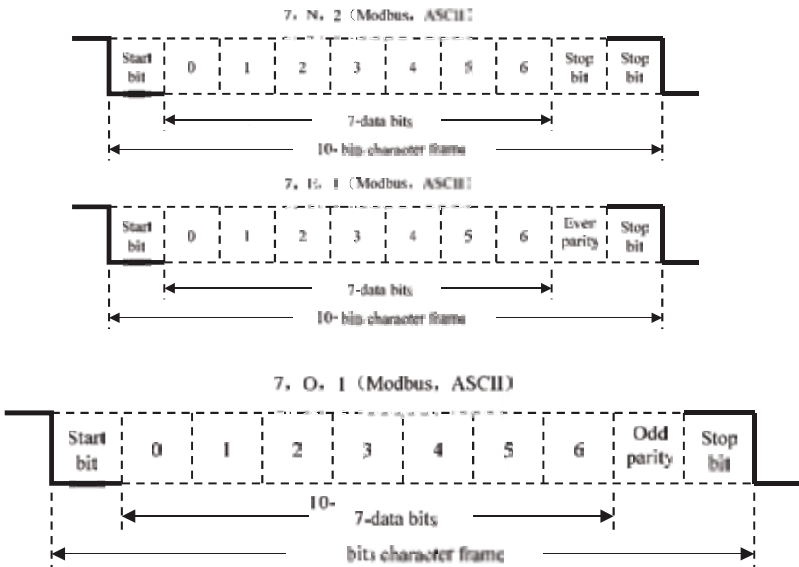 7，N，2（Modbus，ASCII）
Start bit 0 1 2 3 4 5 6 Stop bit Stop bit
7-data bits
10- bits character frame
7，E，1（Modbus，ASCII）
Start bit 0 1 2 3 4 5 6 Ever parity Stop bit
7-data bits
10- bits character frame
7，O，1（Modbus，ASCII）
Start bit 0 1 2 3 4 5 6 Odd parity Stop bit
10-
7-data bits
bits character frame